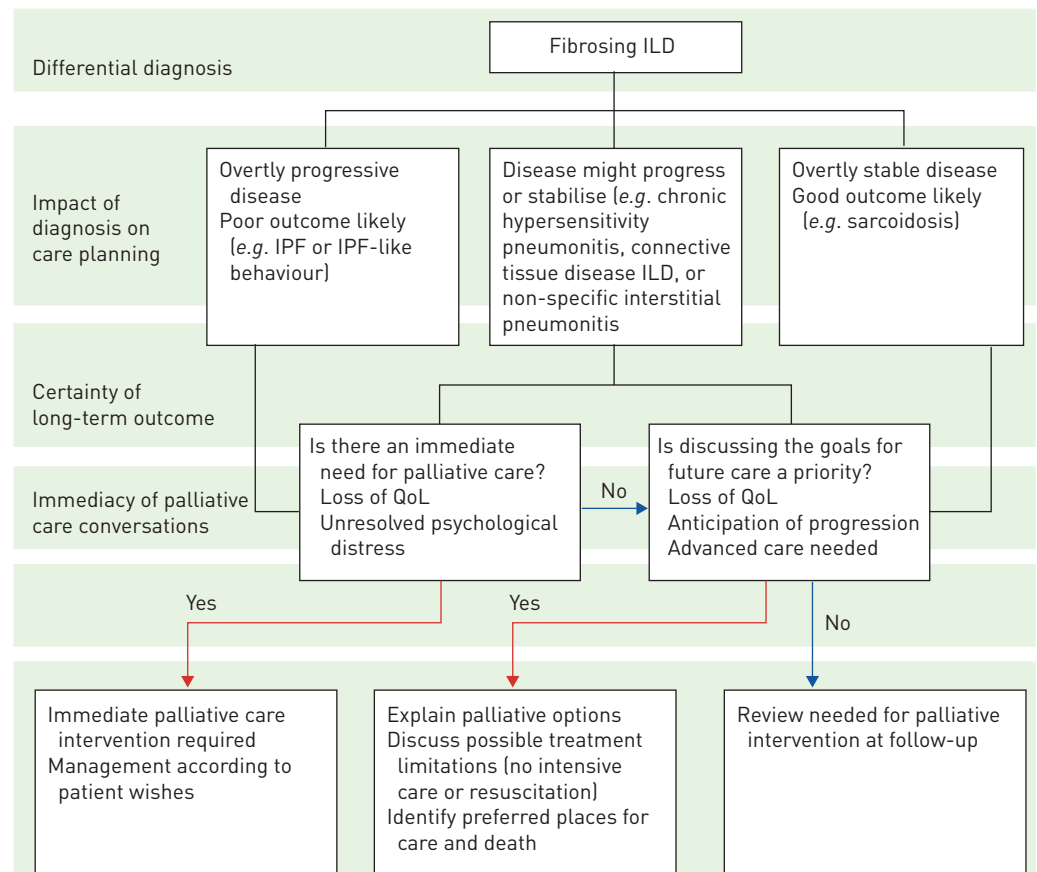 Differential diagnosis
Fibrosing ILD
Impact of
diagnosis on
care planning
Overtly progressive
disease
Poor outcome likely
(e.g. IPF or IPF-like
behaviour)
Disease might progress
or stabilise (e.g. chronic
hypersensitivity
pneumonitis, connective
tissue disease ILD, or
non-specific interstitial
pneumonitis
Overtly stable disease
Good outcome likely
(e.g. sarcoidosis)
Certainty of
long-term outcome
Immediacy of palliative
care conversations
Is there an immediate
need for palliative care?
Loss of QoL
Unresolved psychological
distress
No
Is discussing the goals for
future care a priority?
Loss of QoL
Anticipation of progression
Advanced care needed
Yes
Yes
No
Immediate palliative care
intervention required
Management according to
patient wishes
Explain palliative options
Discuss possible treatment
limitations (no intensive
care or resuscitation)
Identify preferred places for
care and death
Review needed for palliative
intervention at follow-up